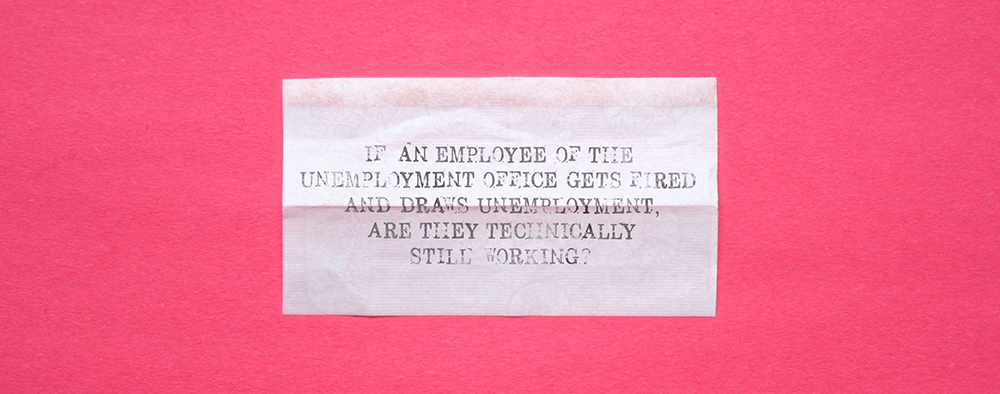 IF AN EMPLOYEE OF THE
UNEMPLOYMENT OFFICE GETS FIRED
AND DRAWS UNEMPLOYMENT,
ARE THEY TECHNICALLY
STILL WORKING?